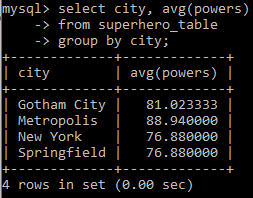 mysql> select city, avg(powers)
    -> from superhero_table
    -> group by city;
+-------------+-------------+
| city        | avg(powers) |
+-------------+-------------+
| Gotham City |   81.023333 |
| Metropolis  |   88.940000 |
| New York    |   76.880000 |
| Springfield |   76.880000 |
+-------------+-------------+
4 rows in set (0.00 sec)